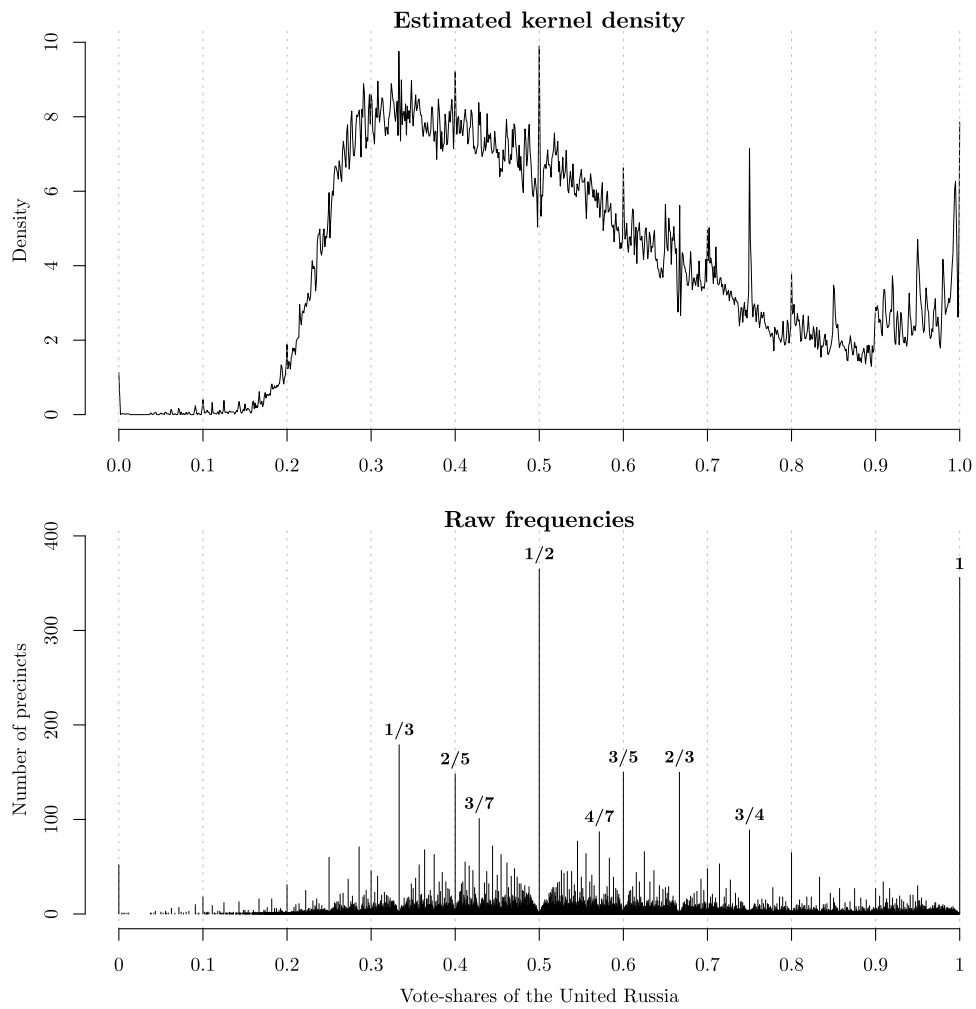 Estimated kernel density
10
8
6
4
2
0
Density
0.0 0.1 0.2 0.3 0.4 0.5 0.6 0.7 0.8 0.9 1.0
Raw frequencies
400
300
200
100
0
Number of precincts
1/2
1
1/3
2/5
3/5
2/3
3/7
4/7
3/4
0 0.1 0.2 0.3 0.4 0.5 0.6 0.7 0.8 0.9 1
Vote-shares of the United Russia